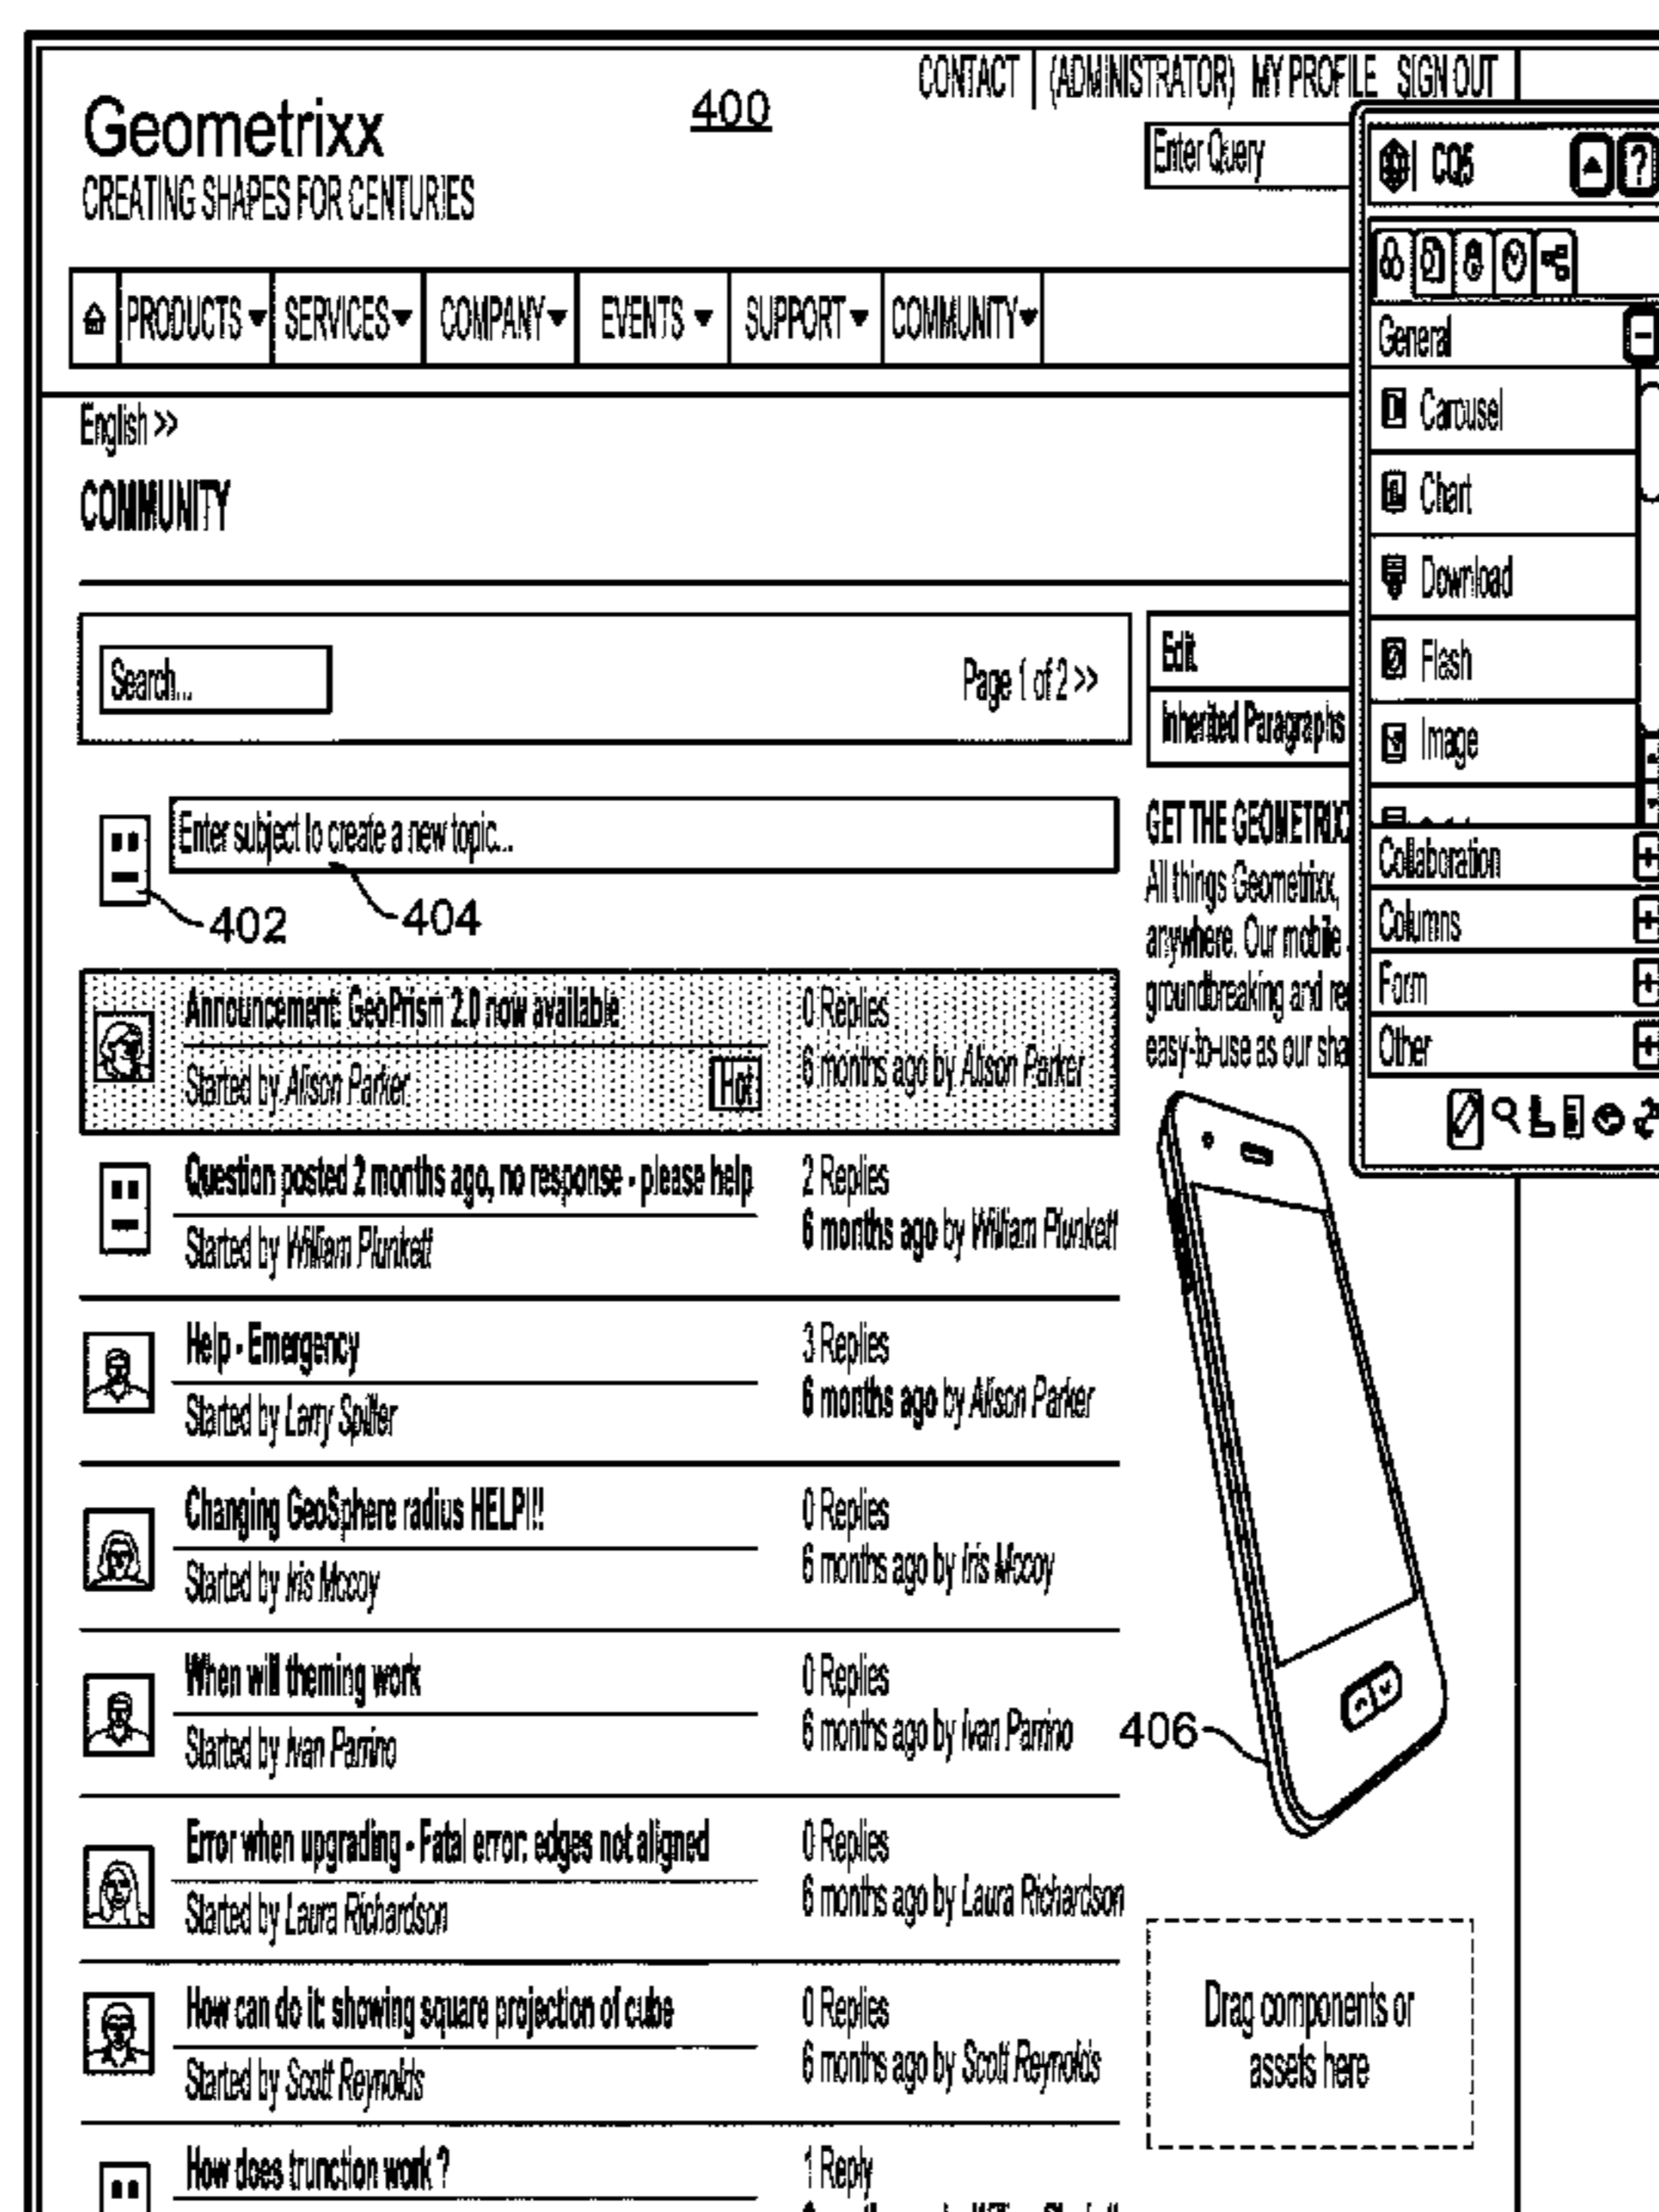 CONTACT | (ADMINISTRATOR) MY PROFILE SIGN OUT
Geometrixx
400
CREATING SHAPES FOR CENTURIES
Enter Query
PRODUCTS SERVICES COMPANY EVENTS SUPPORT COMMUNITY
English >>
COMMUNITY
Search...
Page 1 of 2 >>
Enter subject to create a new topic...
402
404
Announcement: GeoPrism 2.0 now available
0 Replies
Started by Alison Parker
Hot
6 months ago by Alison Parker
Question posted 2 months ago, no response - please help
2 Replies
Started by William Plunkett
6 months ago by William Plunkett
Help - Emergency
3 Replies
Started by Larry Spiller
6 months ago by Alison Parker
Changing GeoSphere radius HELP!!!
0 Replies
Started by Iris Mccoy
6 months ago by Iris Mccoy
When will theming work
0 Replies
Started by Ivan Parrino
6 months ago by Ivan Parrino
Error when upgrading - Fatal error: edges not aligned
0 Replies
Started by Laura Richardson
6 months ago by Laura Richardson
How can do it: showing square projection of cube
0 Replies
Started by Scott Reynolds
6 months ago by Scott Reynolds
How does trunction work ?
1 Reply
Edit
Inherited Paragraphs
GET THE GEOMETRIXX
All things Geometrixx,
anywhere. Our mobile
groundbreaking and
easy-to-use as our
406
Drag components or
assets here
CQ5
?
General
Carousel
Chart
Download
Flash
Image
Collaboration
Columns
Form
Other